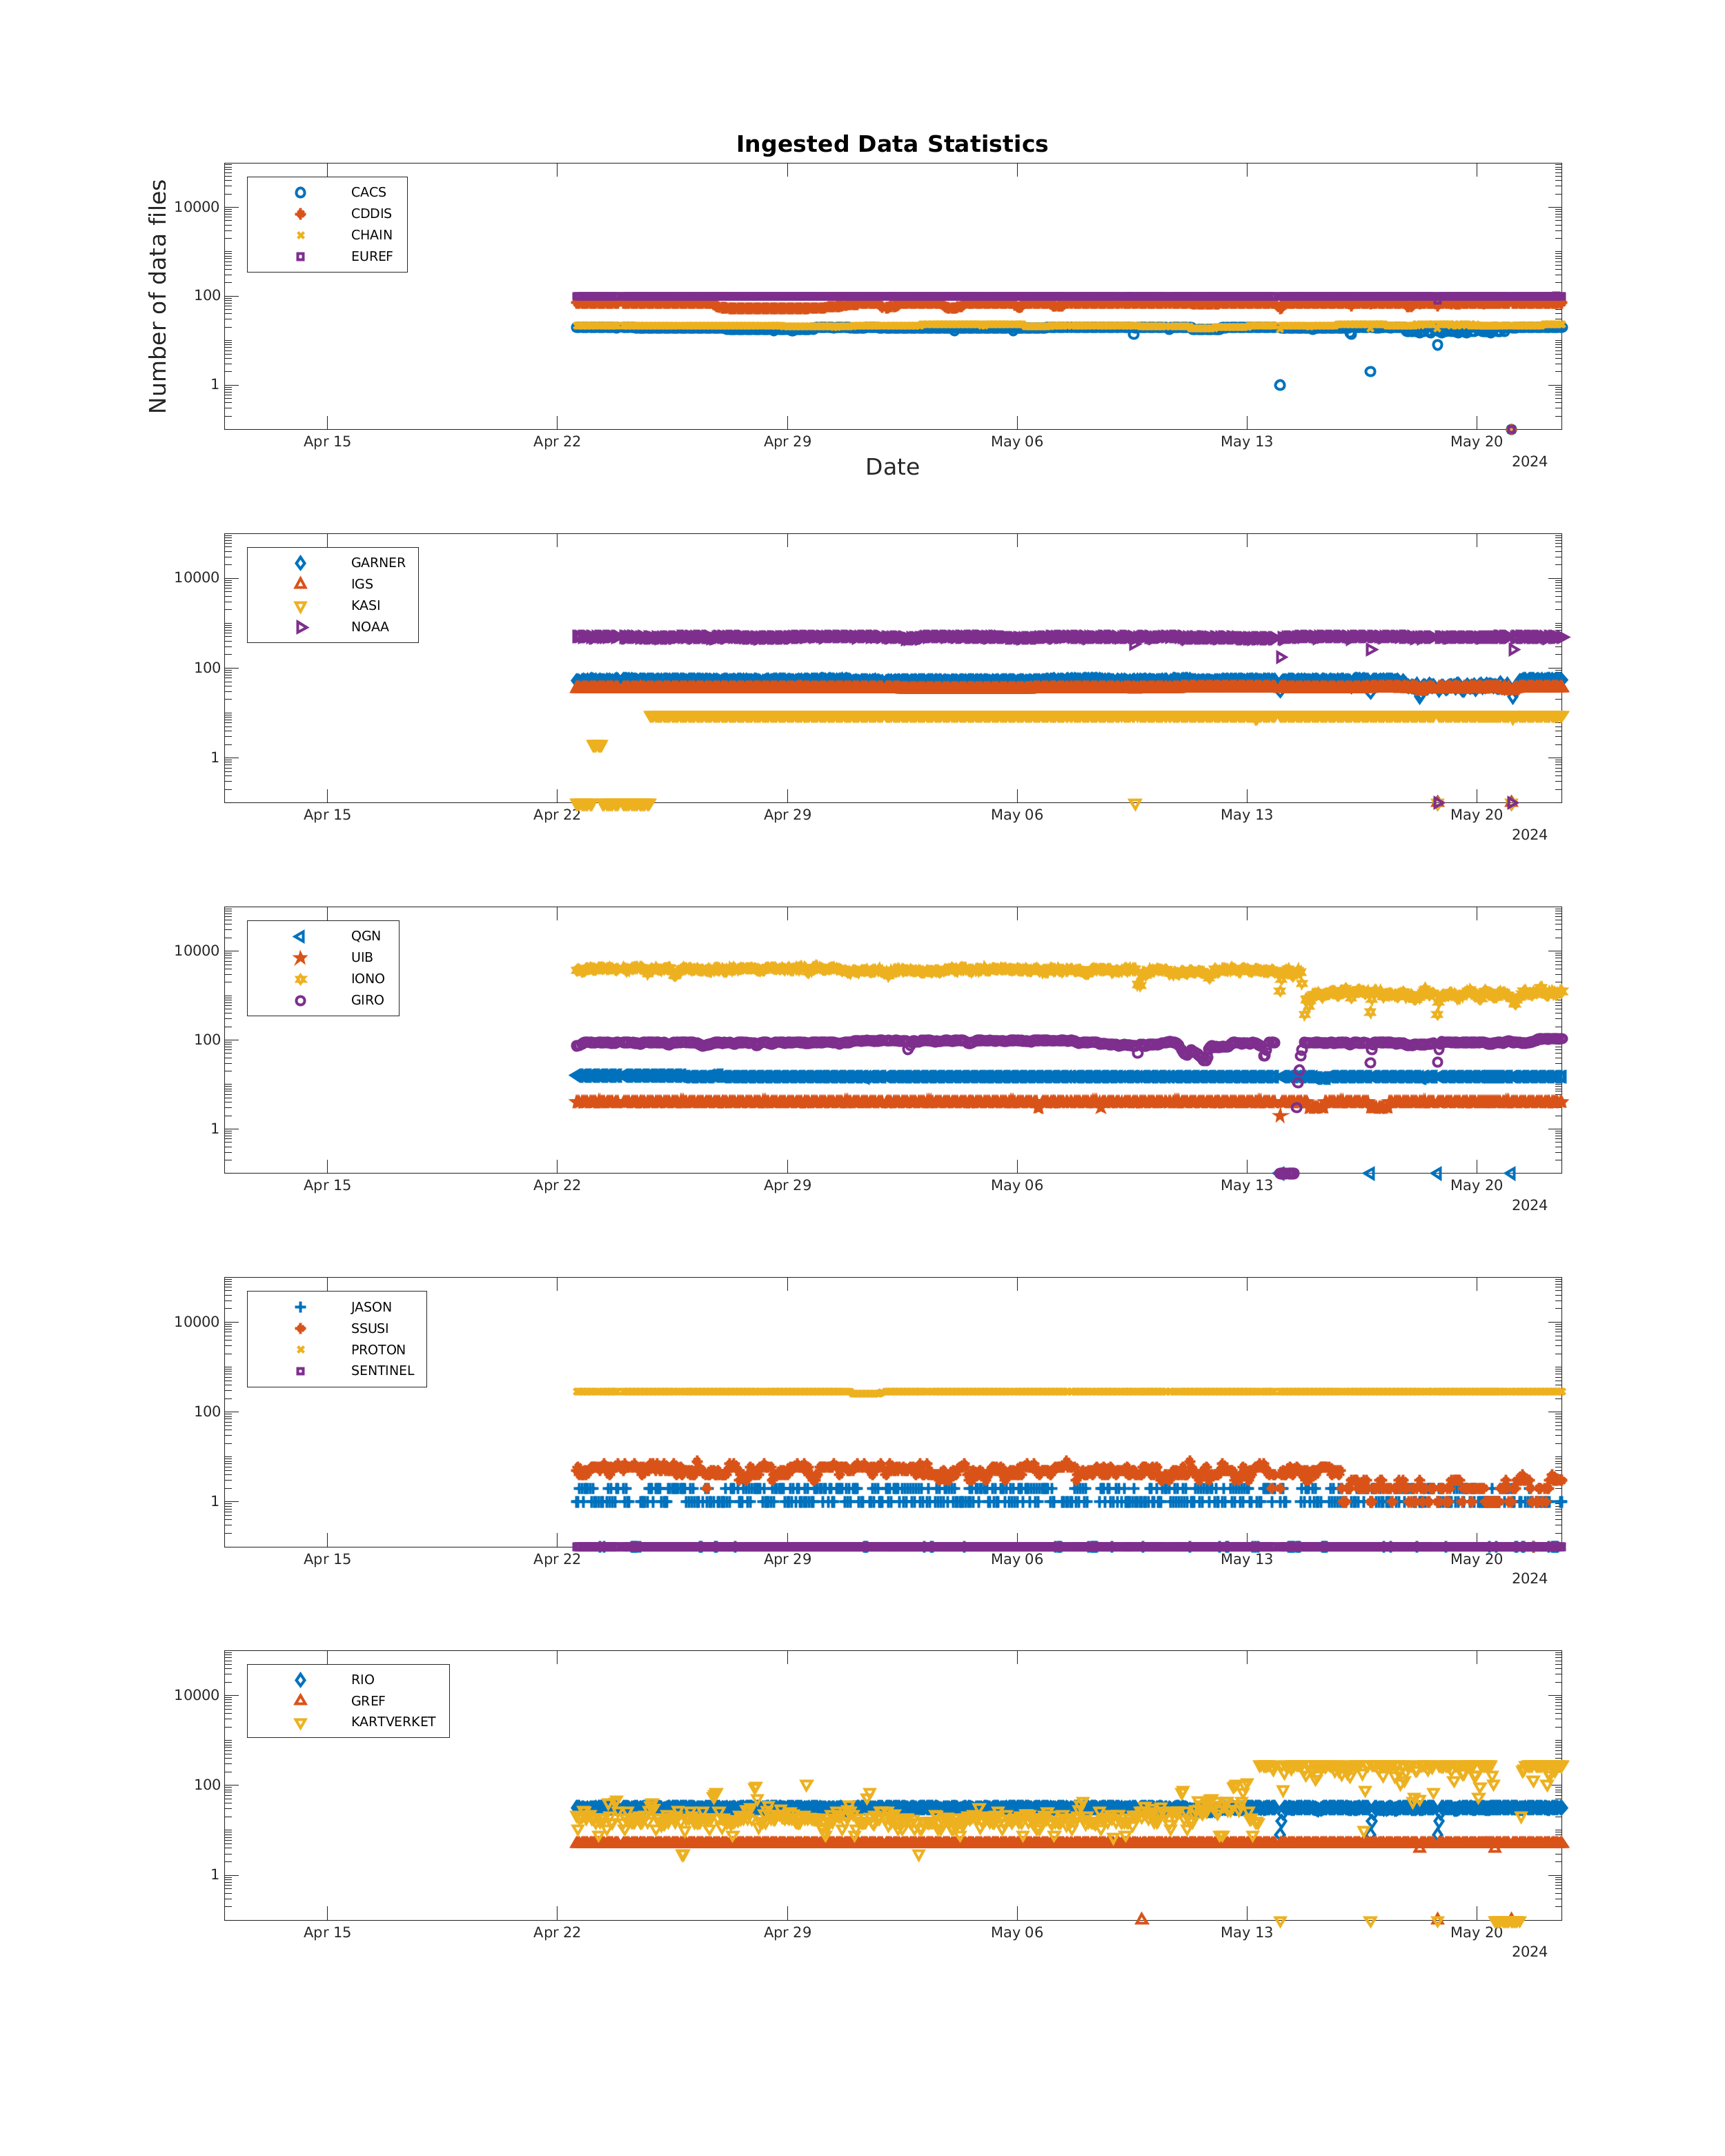 Ingested Data Statistics
Number of data files
CACS
CDDIS
CHAIN
EUREF
10000
100
1
Apr 15 Apr 22 Apr 29 May 06 May 13 May 20
2024
Date
GARNER
IGS
KASI
NOAA
10000
100
1
Apr 15 Apr 22 Apr 29 May 06 May 13 May 20
2024
QGN
UIB
IONO
GIRO
10000
100
1
Apr 15 Apr 22 Apr 29 May 06 May 13 May 20
2024
JASON
SSUSI
PROTON
SENTINEL
10000
100
1
Apr 15 Apr 22 Apr 29 May 06 May 13 May 20
2024
RIO
GREF
KARTVERKET
10000
100
1
Apr 15 Apr 22 Apr 29 May 06 May 13 May 20
2024